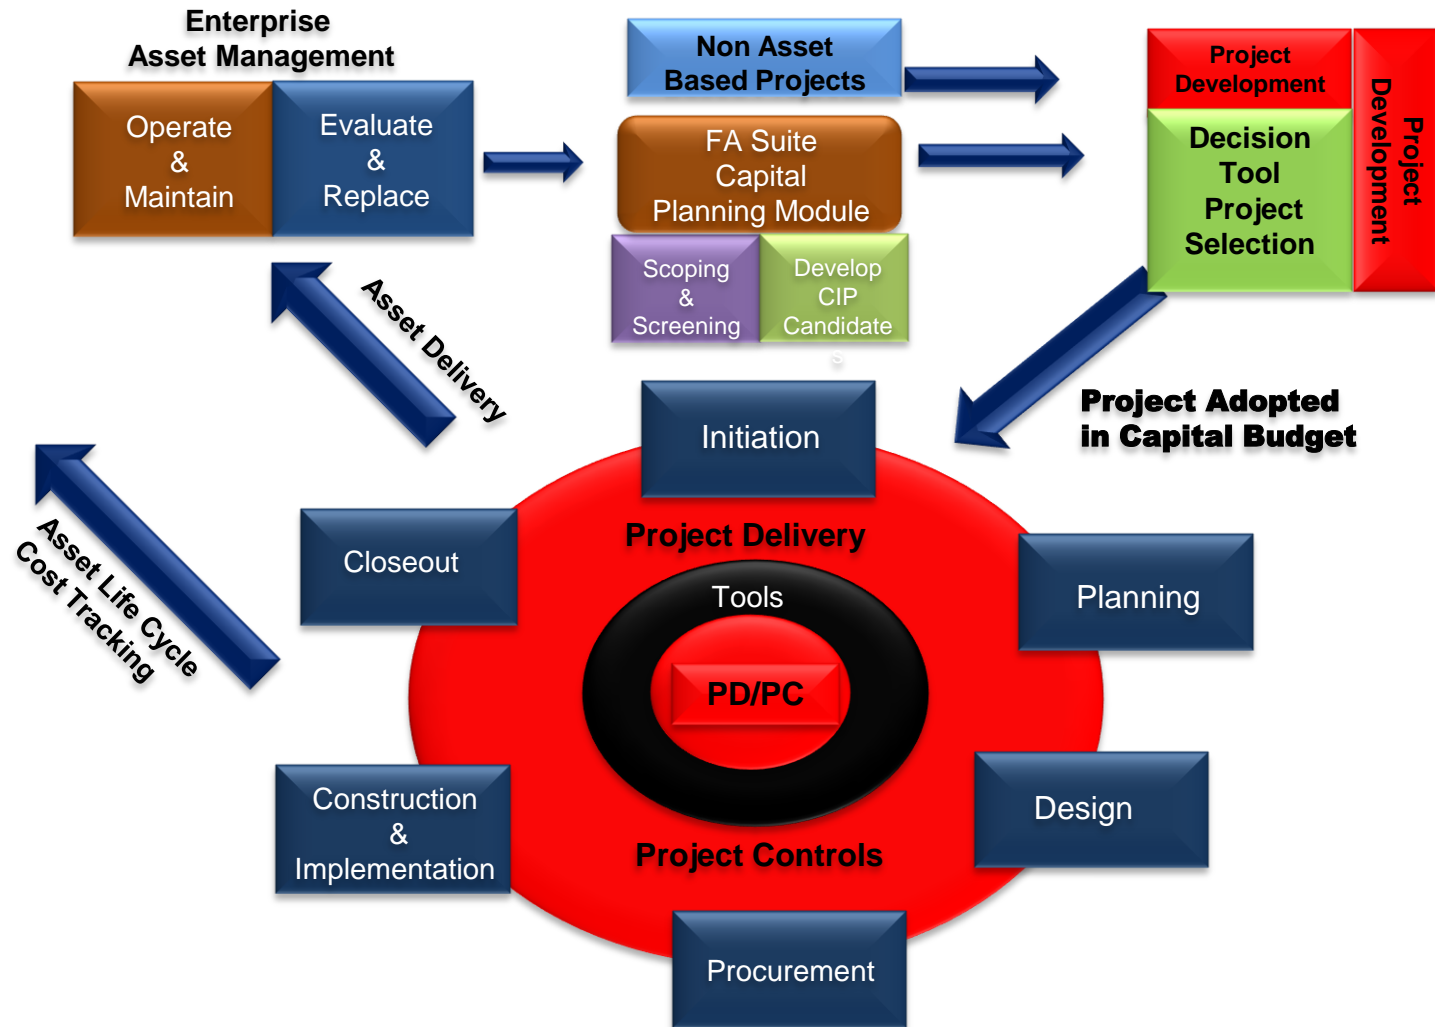 Enterprise
Asset Management
Operate
&
Maintain
Evaluate
&
Replace
Non Asset
Based Projects
FA Suite
Capital
Planning Module
Scoping
&
Screening
Develop
CIP
Candidate
s
Project
Development
Decision
Tool
Project
Selection
Project
Development
Asset Delivery
Project Adopted
in Capital Budget
Asset Life Cycle
Cost Tracking
Initiation
Project Delivery
Closeout
Tools
Planning
PD/PC
Construction
&
Implementation
Design
Project Controls
Procurement